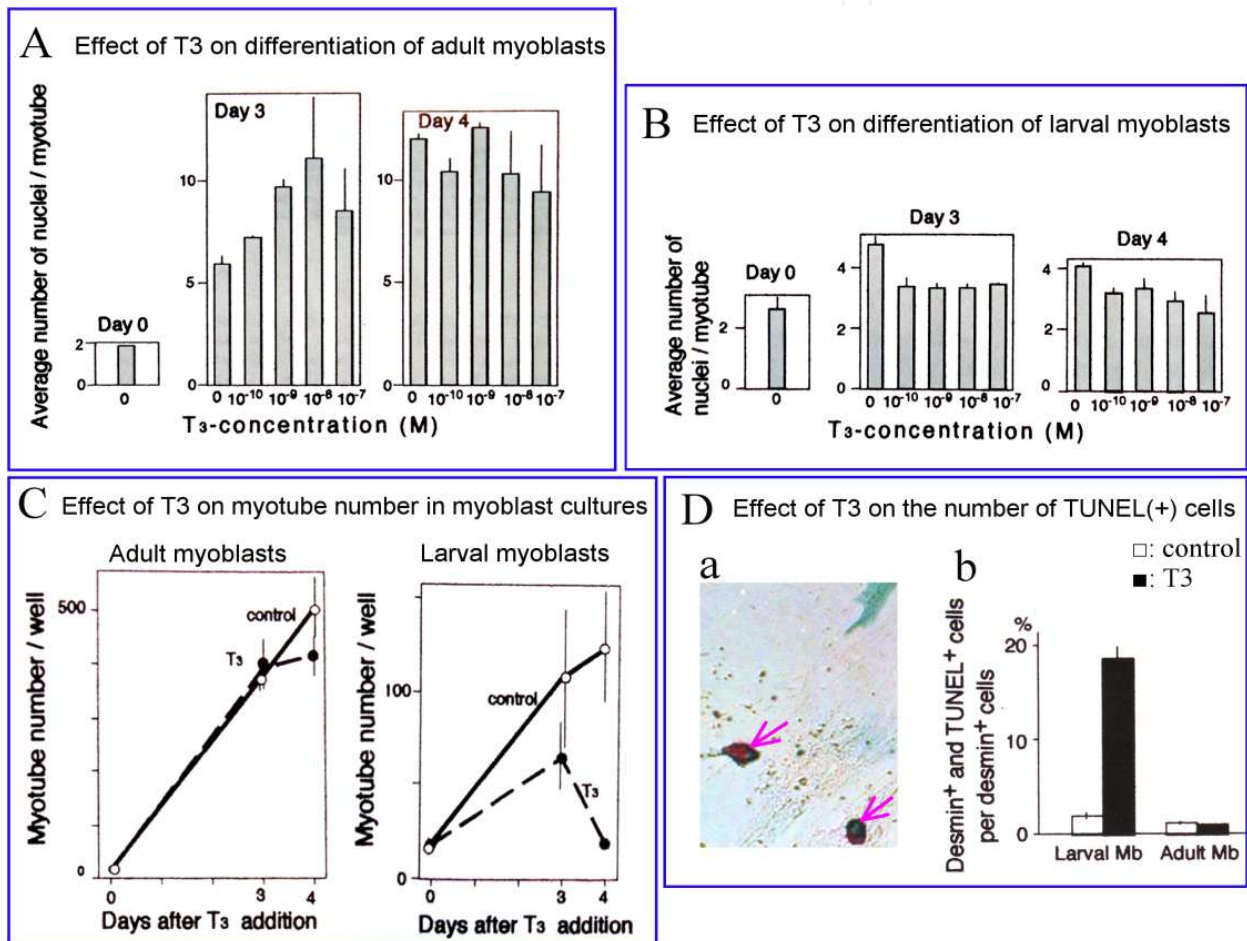 A Effect of T3 on differentiation of adult myoblasts
Average number of nuclei / myotube
Day 0
2
0
0
Day 3
10
5
0
0 10⁻¹⁰ 10⁻⁹ 10⁻⁸ 10⁻⁷
Day 4
10
5
0
0 10⁻¹⁰ 10⁻⁹ 10⁻⁸ 10⁻⁷
T₃-concentration (M)
B Effect of T3 on differentiation of larval myoblasts
Average number of
nuclei / myotube
Day 0
2
0
0
Day 3
4
2
0
0 10⁻¹⁰ 10⁻⁹ 10⁻⁸ 10⁻⁷
Day 4
4
2
0
0 10⁻¹⁰ 10⁻⁹ 10⁻⁸ 10⁻⁷
T₃-concentration (M)
C Effect of T3 on myotube number in myoblast cultures
Adult myoblasts
Myotube number / well
500
0
control
T₃
0 3 4
Days after T₃ addition
Larval myoblasts
Myotube number / well
100
0
control
T₃
0 3 4
Days after T₃ addition
D Effect of T3 on the number of TUNEL(+) cells
□: control
■: T3
a
b
Desmin⁺ and TUNEL⁺ cells
per desmin⁺ cells
%
20
10
0
Larval Mb Adult Mb